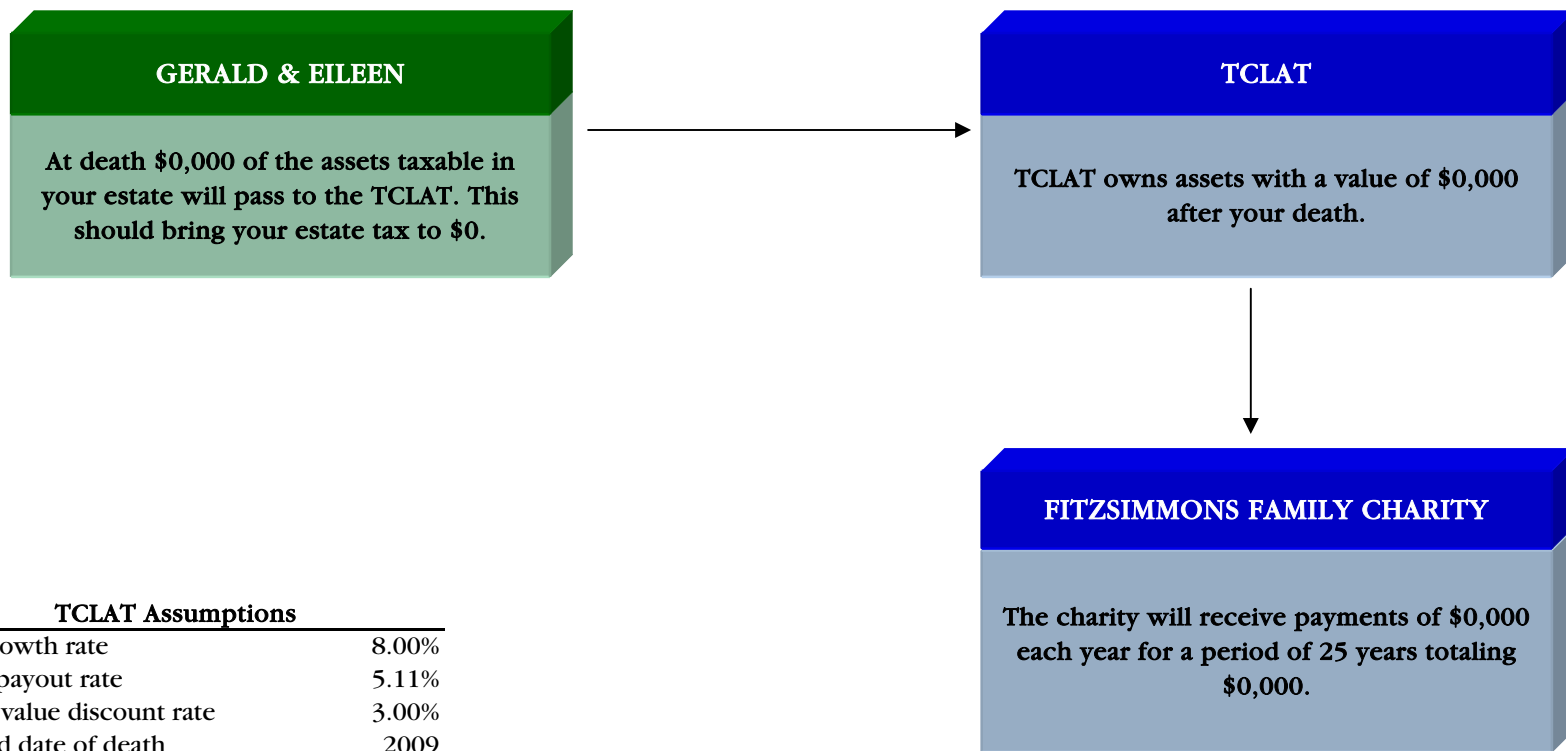 GERALD & EILEEN
At death $0,000 of the assets taxable in
your estate will pass to the TCLAT. This
should bring your estate tax to $0.
TCLAT
TCLAT owns assets with a value of $0,000
after your death.
FITZSIMMONS FAMILY CHARITY
The charity will receive payments of $0,000
each year for a period of 25 years totaling
$0,000.
TCLAT Assumptions
rate 8.00%
payout rate 5.11%
value discount rate 3.00%
date of death 2009